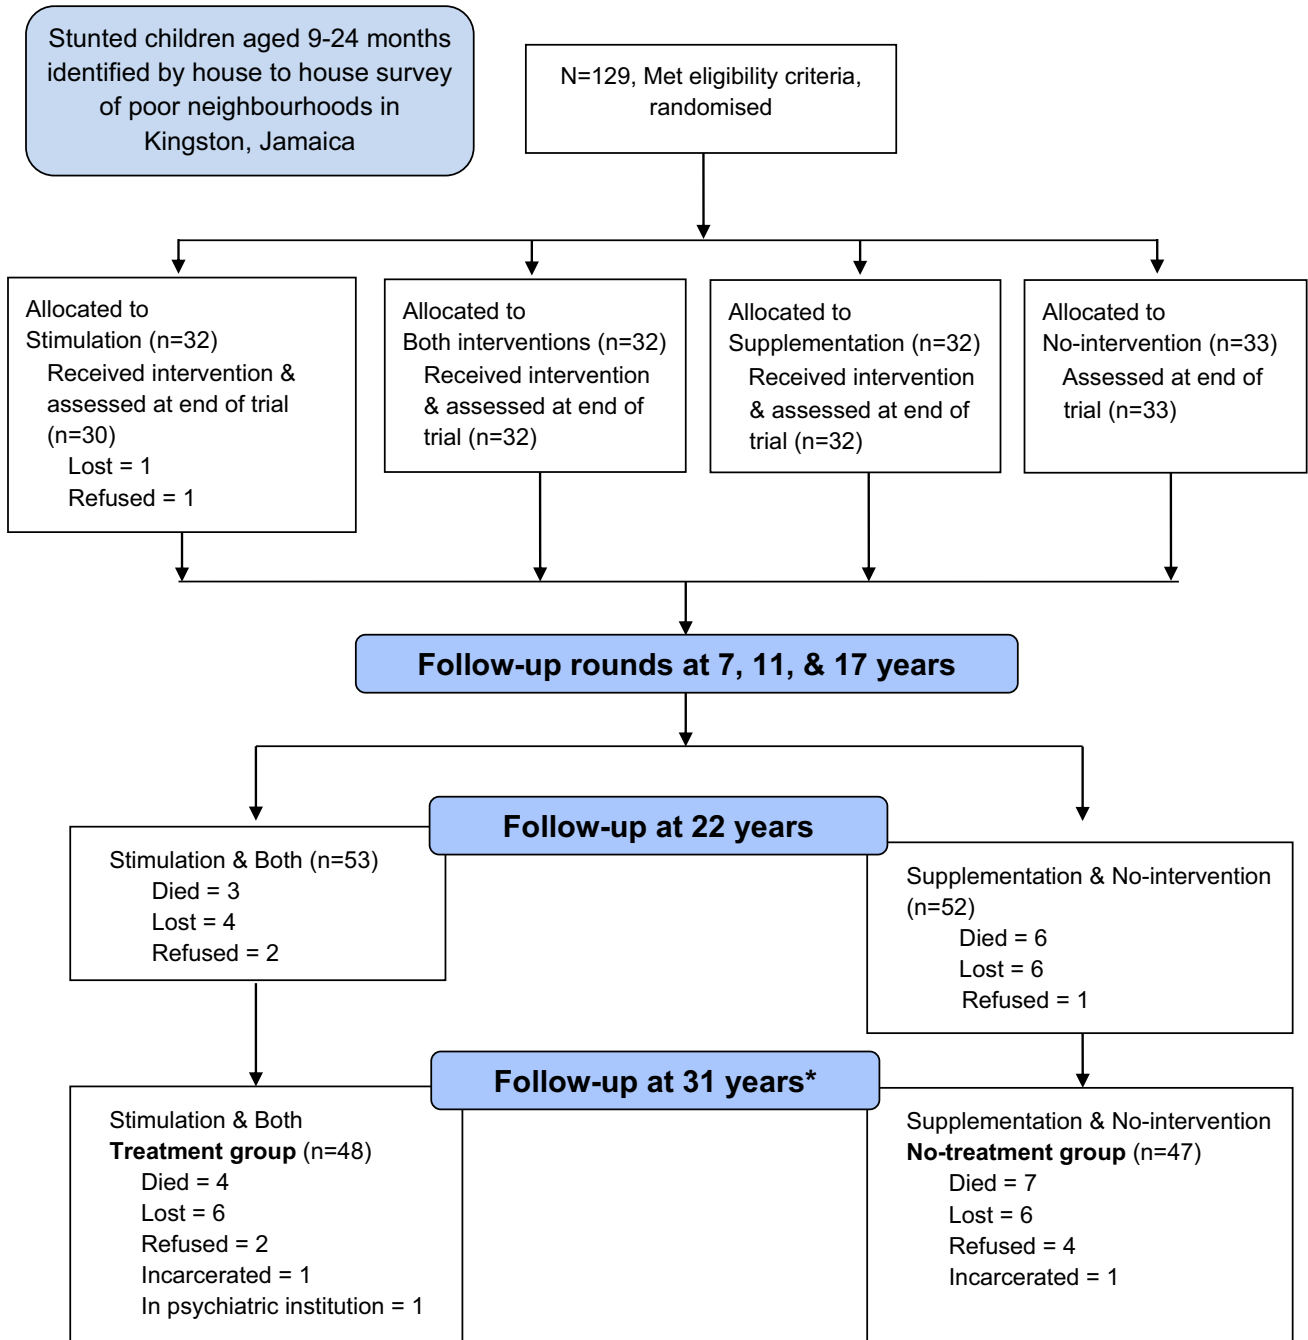 Stunted children aged 9-24 months
identified by house to house survey
of poor neighbourhoods in
Kingston, Jamaica
N=129, Met eligibility criteria,
randomised
Allocated to
Stimulation (n=32)
Received intervention &
assessed at end of trial
(n=30)
Lost = 1
Refused = 1
Allocated to
Both interventions (n=32)
Received intervention
& assessed at end of
trial (n=32)
Allocated to
Supplementation (n=32)
Received intervention
& assessed at end of
trial (n=32)
Allocated to
No-intervention (n=33)
Assessed at end of
trial (n=33)
Follow-up rounds at 7, 11, & 17 years
Follow-up at 22 years
Stimulation & Both (n=53)
Died = 3
Lost = 4
Refused = 2
Supplementation & No-intervention
(n=52)
Died = 6
Lost = 6
Refused = 1
Follow-up at 31 years*
Stimulation & Both
Treatment group (n=48)
Died = 4
Lost = 6
Refused = 2
Incarcerated = 1
In psychiatric institution = 1
Supplementation & No-intervention
No-treatment group (n=47)
Died = 7
Lost = 6
Refused = 4
Incarcerated = 1